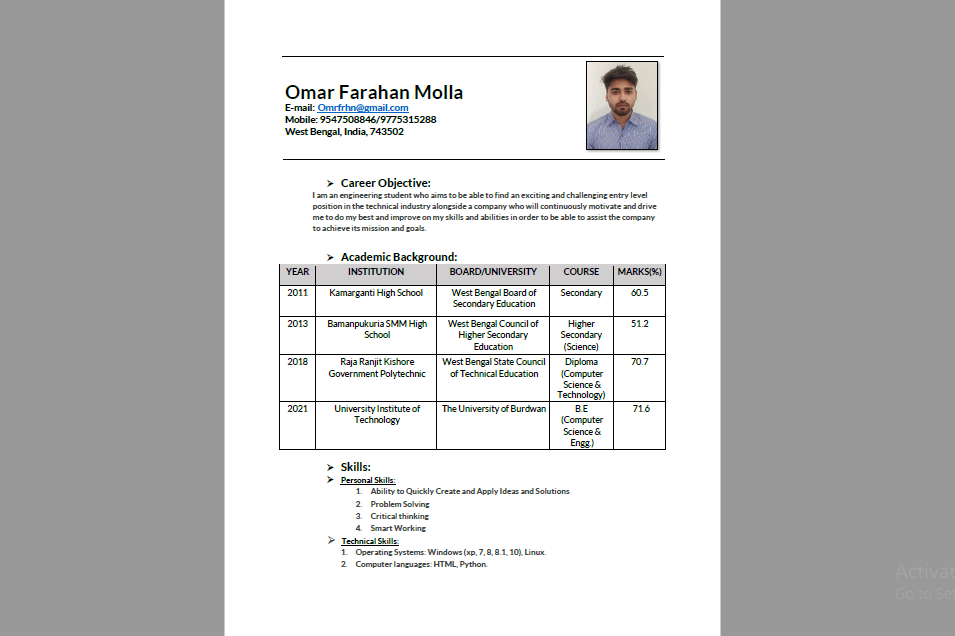 Omar Farahan Molla
E-mail: Omrfrhn@gmail.com
Mobile: 9547508846/9775315288
West Bengal, India, 743502
➢ Career Objective:
I am an engineering student who aims to be able to find an exciting and challenging entry level
position in the technical industry alongside a company who will continuously motivate and drive
me to do my best and improve on my skills and abilities in order to be able to assist the company
to achieve its mission and goals.
➢ Academic Background:
YEAR INSTITUTION BOARD/UNIVERSITY COURSE MARKS(%)
2011 Kamarganti High School West Bengal Board of Secondary 60.5
Secondary Education
2013 Bamanpukuria SMM High West Bengal Council of Higher 51.2
School Higher Secondary Secondary
Education (Science)
2018 Raja Ranjit Kishore West Bengal State Council Diploma 70.7
Government Polytechnic of Technical Education (Computer
Science &
Technology)
2021 University Institute of The University of Burdwan B.E 71.6
Technology (Computer
Science &
Engg.)
➢ Skills:
➢ Personal Skills:
1. Ability to Quickly Create and Apply Ideas and Solutions
2. Problem Solving
3. Critical thinking
4. Smart Working
➢ Technical Skills:
1. Operating Systems: Windows (xp, 7, 8, 8.1, 10), Linux.
2. Computer languages: HTML, Python.
Activat
Go to Se